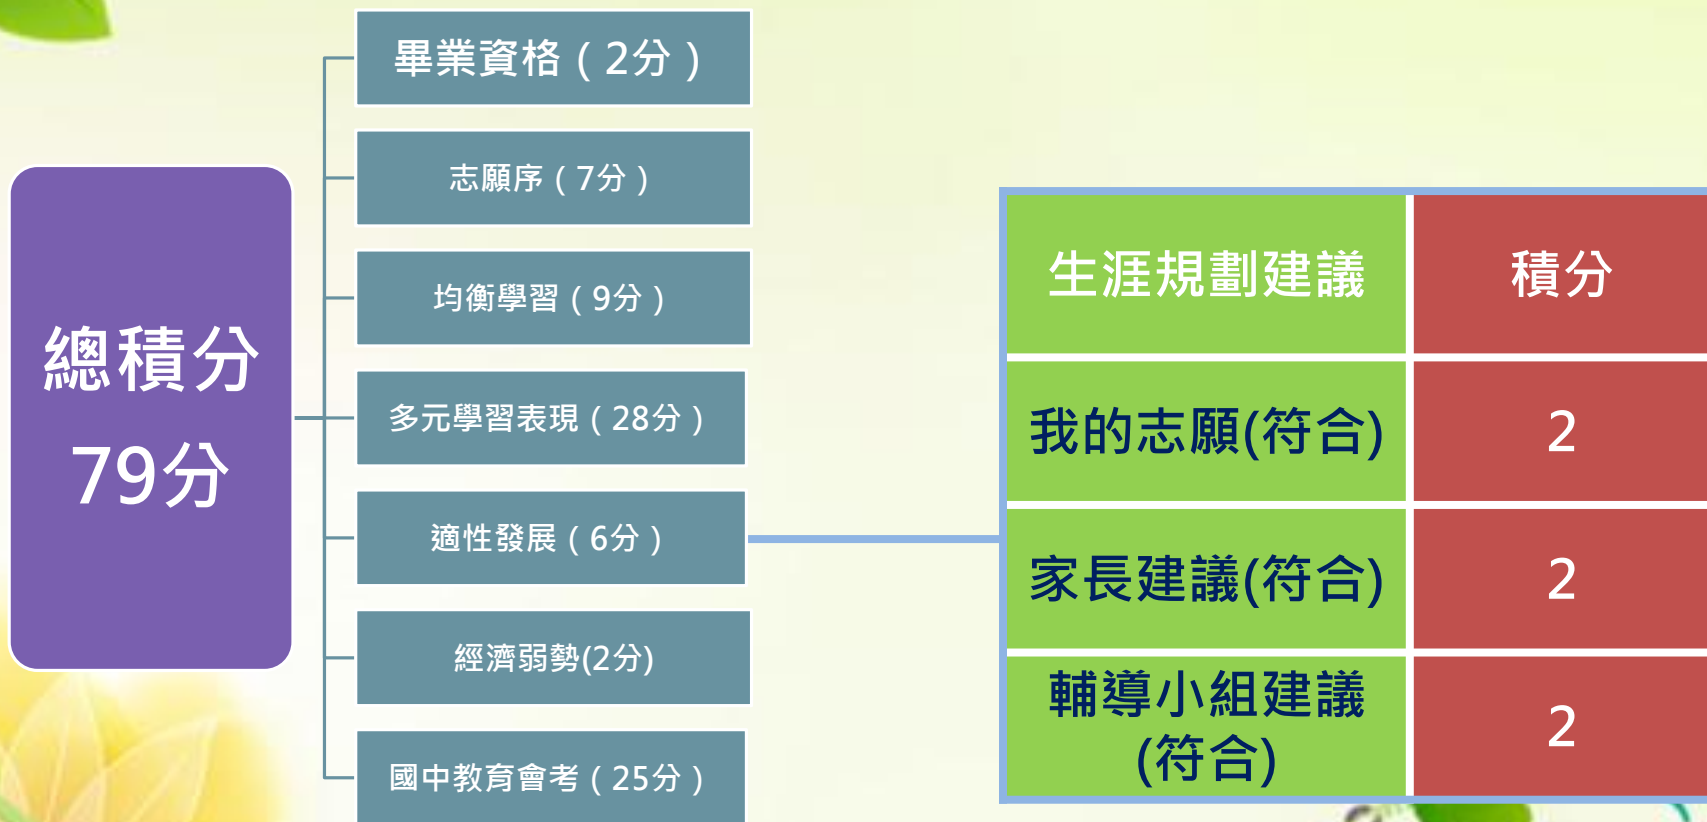 總積分
79分
畢業資格（2分）
志願序（7分）
均衡學習（9分）
多元學習表現（28分）
適性發展（6分）
經濟弱勢(2分)
國中教育會考（25分）
生涯規劃建議 積分
我的志願(符合) 2
家長建議(符合) 2
輔導小組建議
(符合) 2